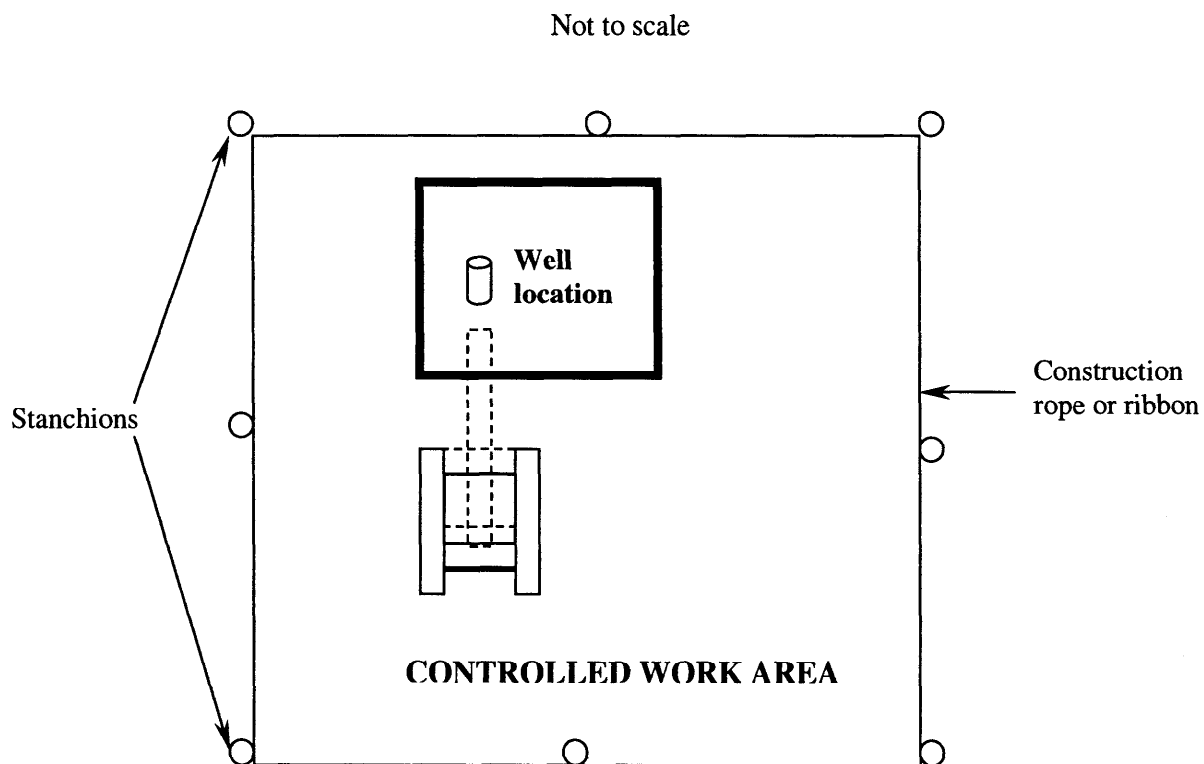 Not to scale
Well
location
Construction
rope or ribbon
Stanchions
CONTROLLED WORK AREA